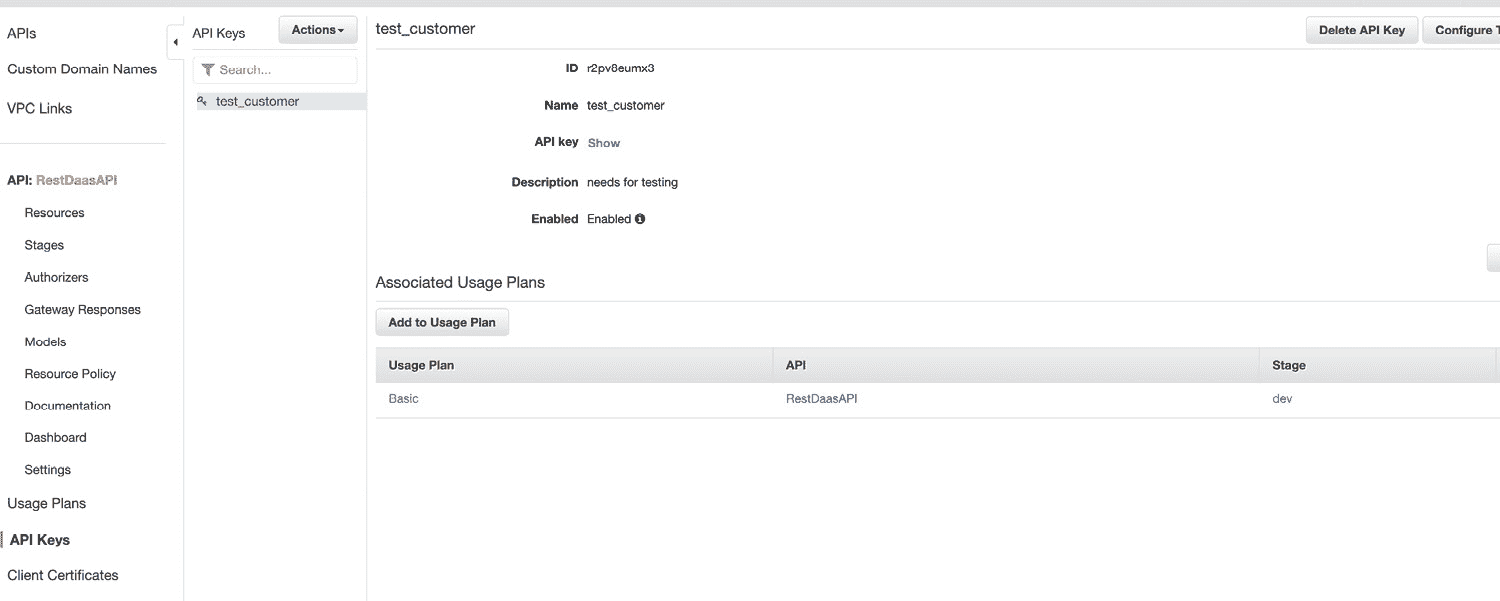 APIs
Custom Domain Names
VPC Links
API: RestDaasAPI
Resources
Stages
Authorizers
Gateway Responses
Models
Resource Policy
Documentation
Dashboard
Settings
Usage Plans
API Keys
Client Certificates
API Keys
Actions
Search...
test_customer
test_customer
Delete API Key
Configure
ID r2pv8eumx3
Name test_customer
API key Show
Description needs for testing
Enabled Enabled
Associated Usage Plans
Add to Usage Plan
Usage Plan API Stage
Basic RestDaasAPI dev